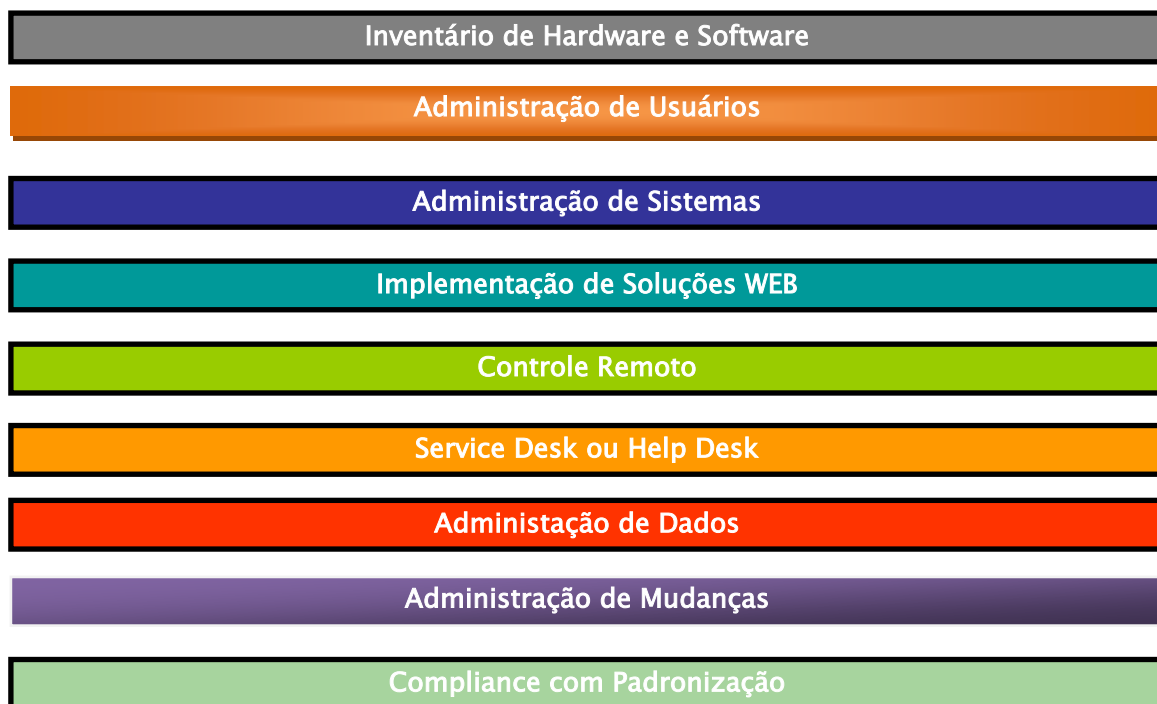 Inventário de Hardware e Software
Administração de Usuários
Administração de Sistemas
Implementação de Soluções WEB
Controle Remoto
Service Desk ou Help Desk
Administação de Dados
Administração de Mudanças
Compliance com Padronização